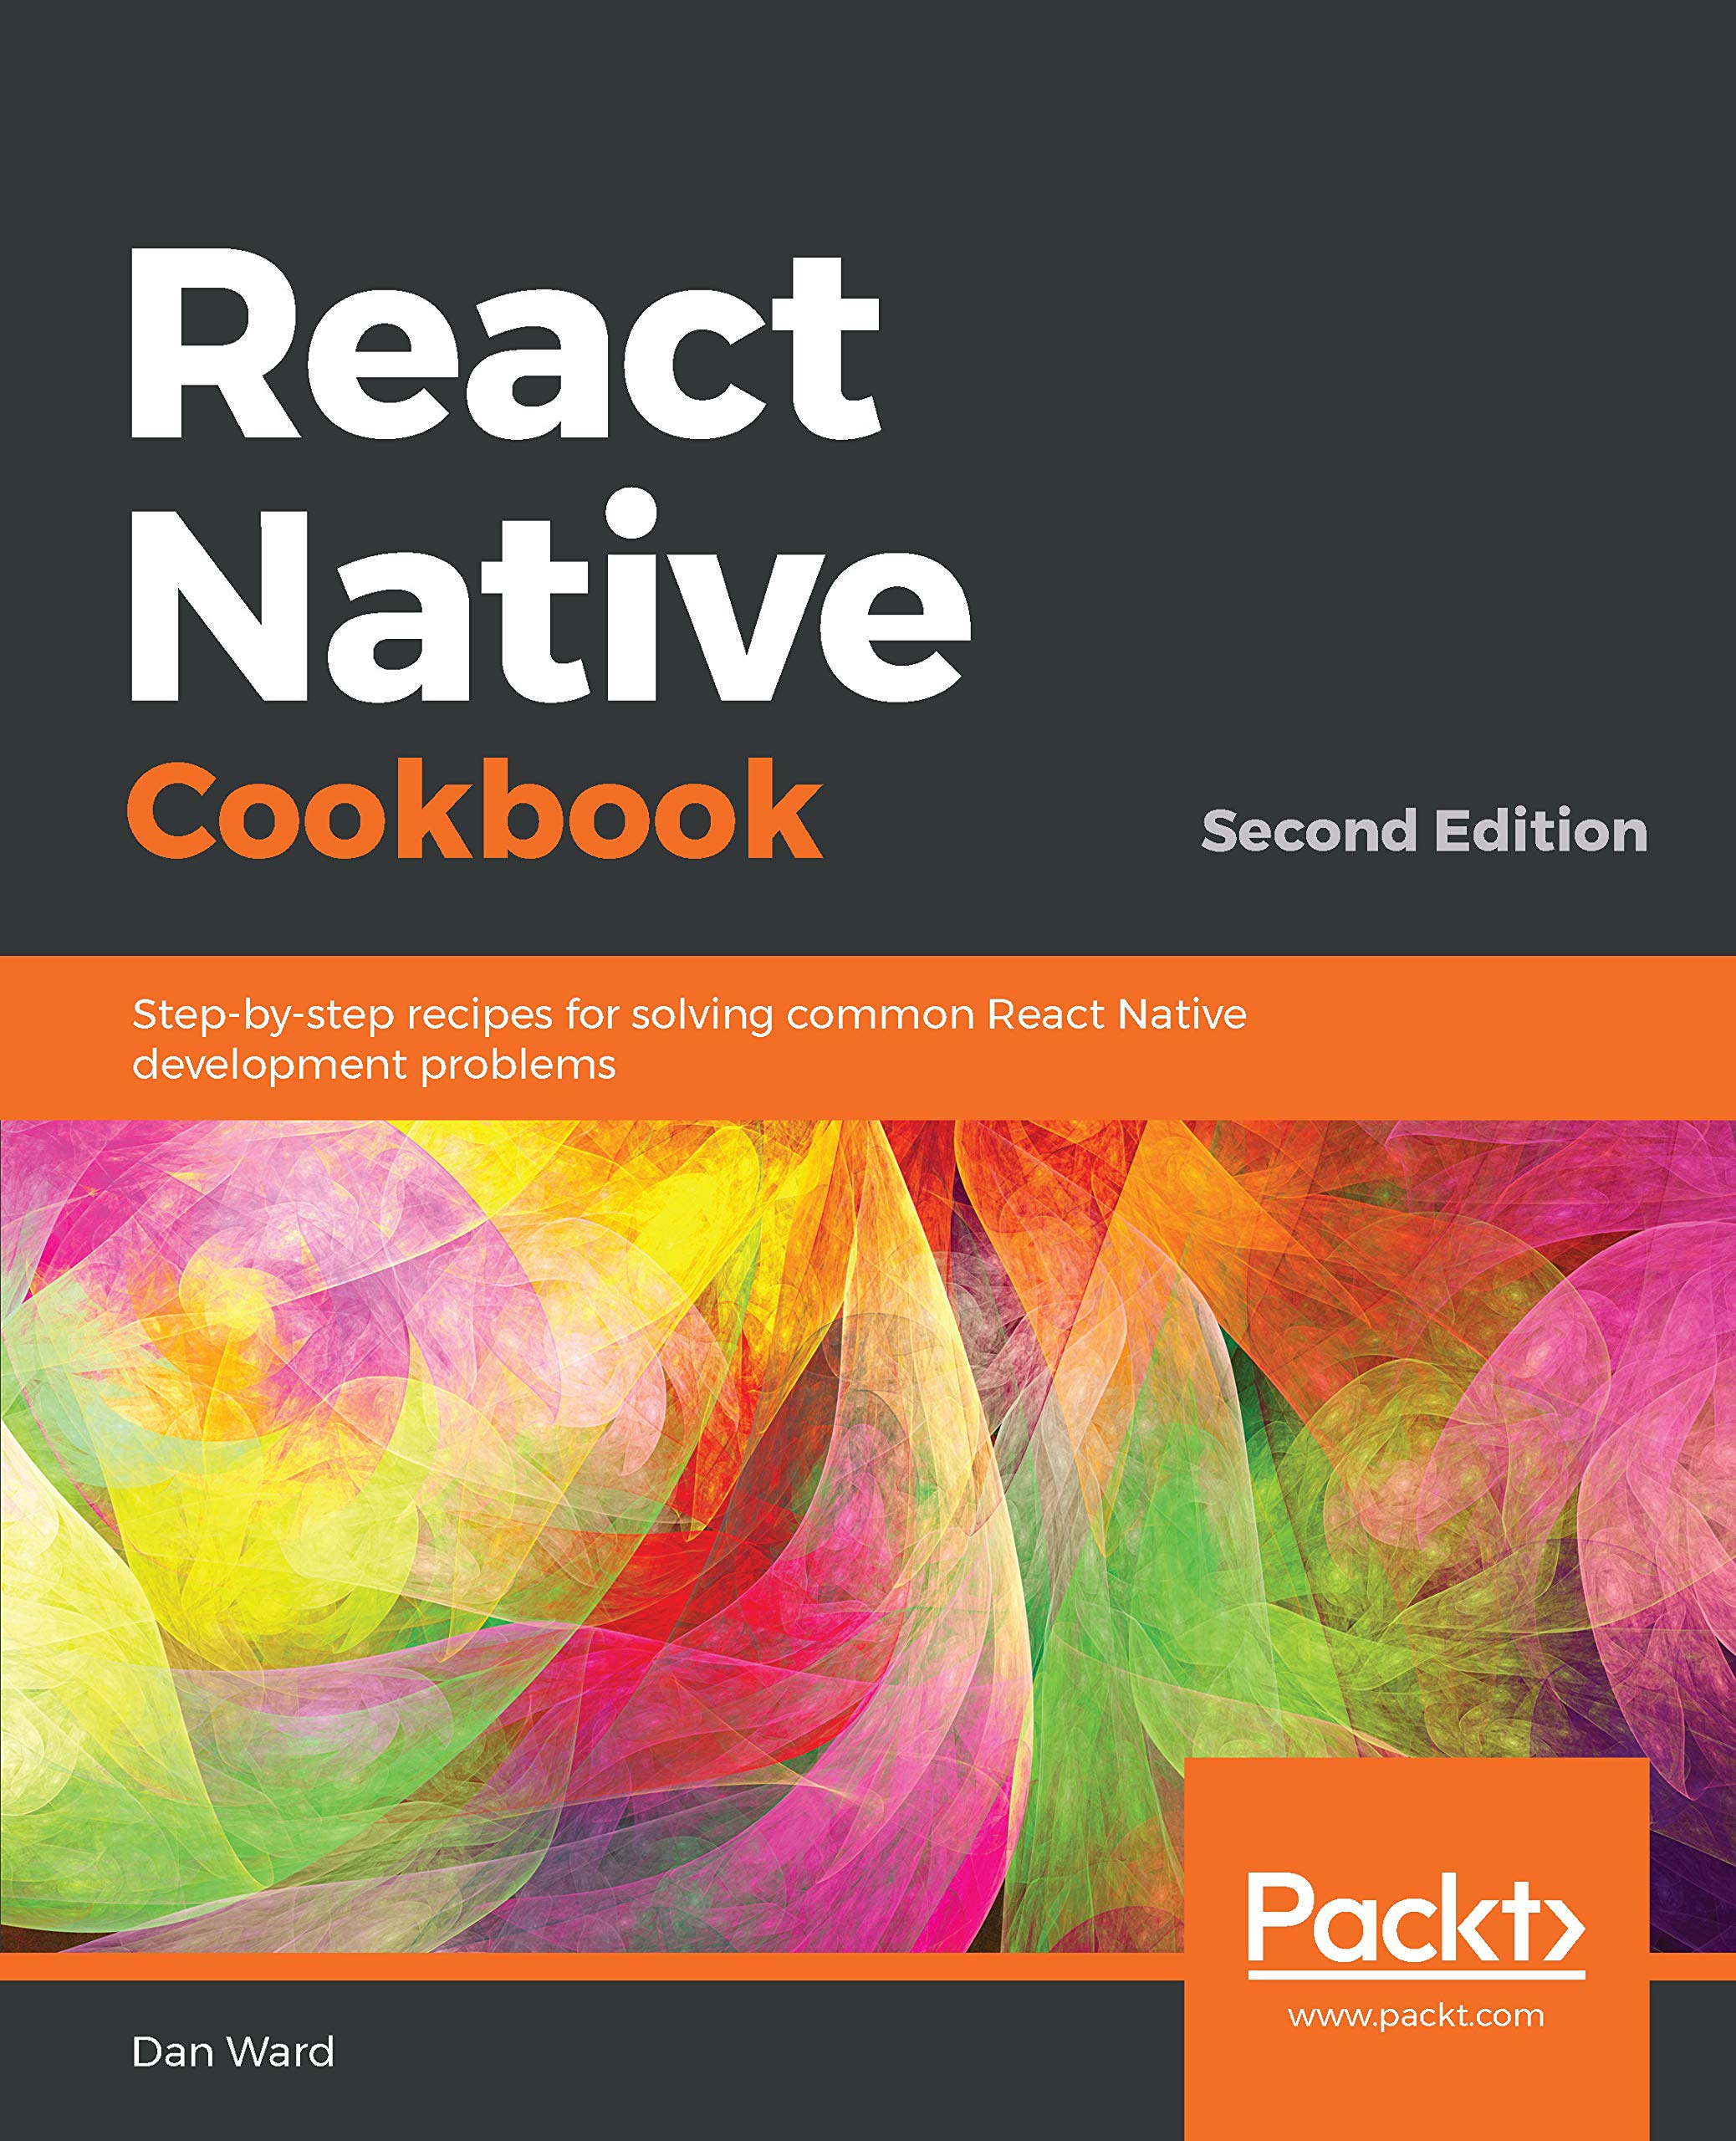 React
Native
Cookbook
Second Edition
Step-by-step recipes for solving common React Native
development problems
Packt>
www.packt.com
Dan Ward